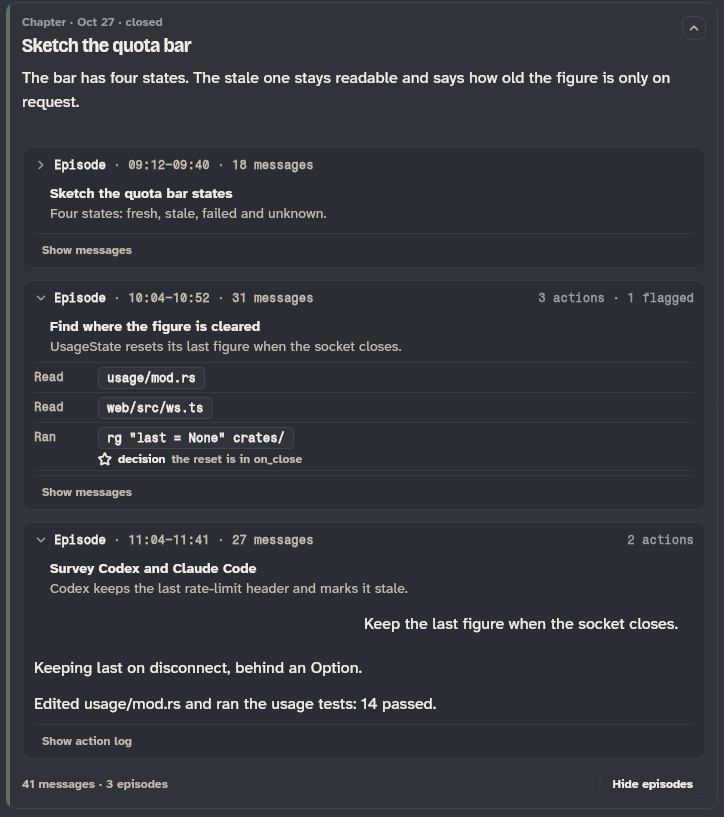 Chapter · Oct 27 · closed
Sketch the quota bar
The bar has four states. The stale one stays readable and says how old the figure is only on
request.
Episode · 09:12–09:40 · 18 messages
Sketch the quota bar states
Four states: fresh, stale, failed and unknown.
Show messages
Episode · 10:04–10:52 · 31 messages 3 actions · 1 flagged
Find where the figure is cleared
UsageState resets its last figure when the socket closes.
Read usage/mod.rs
Read web/src/ws.ts
Ran rg "last = None" crates/
decision the reset is in on_close
Show messages
Episode · 11:04–11:41 · 27 messages 2 actions
Survey Codex and Claude Code
Codex keeps the last rate-limit header and marks it stale.
Keep the last figure when the socket closes.
Keeping last on disconnect, behind an Option.
Edited usage/mod.rs and ran the usage tests: 14 passed.
Show action log
41 messages · 3 episodes Hide episodes